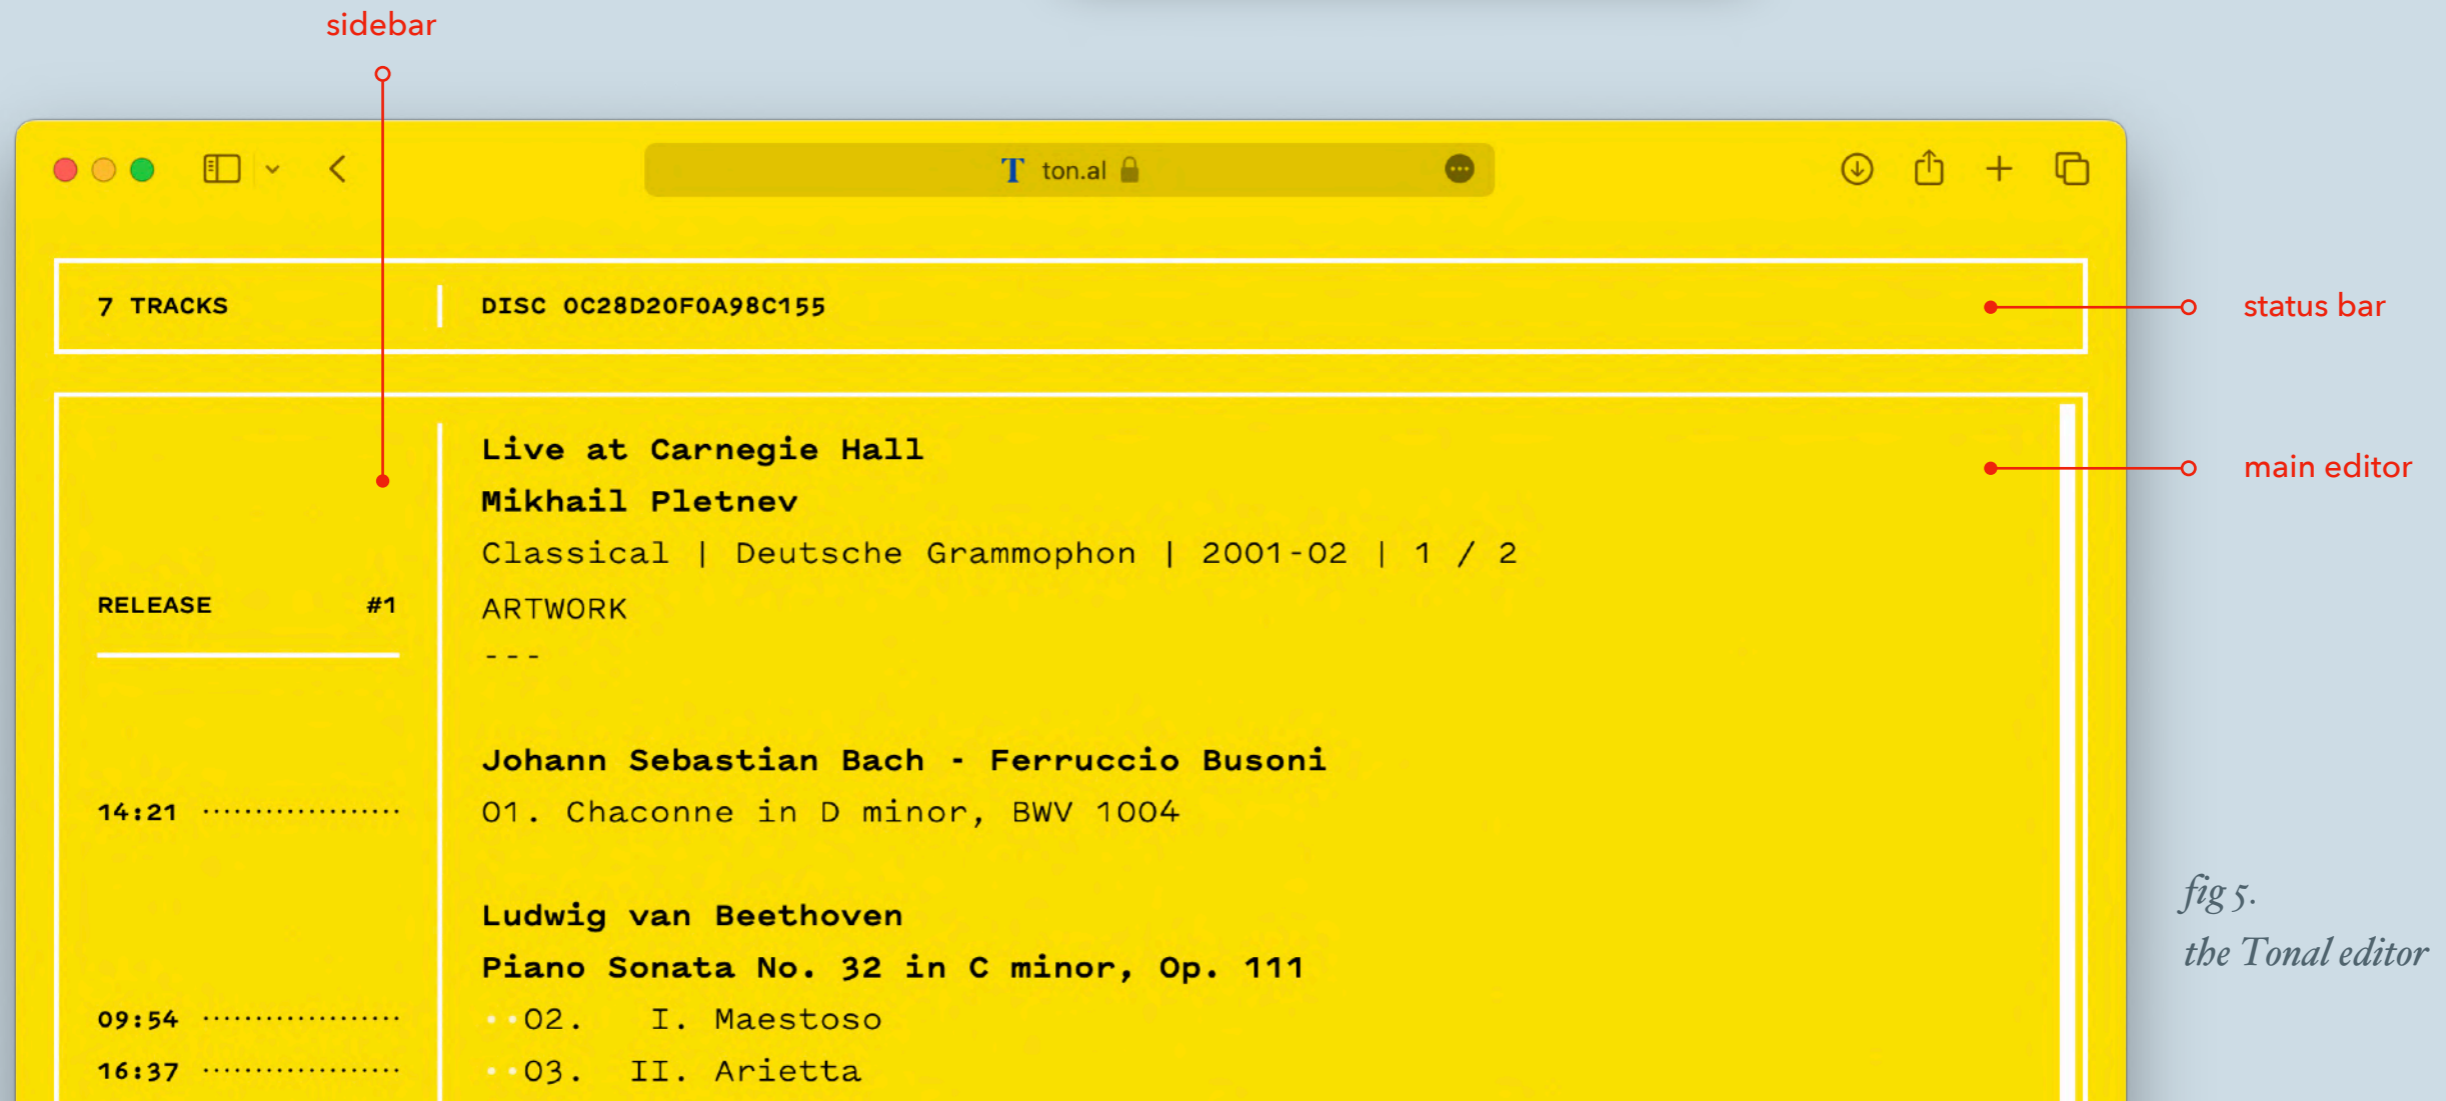 sidebar
T ton.al
7 TRACKS
DISC 0C28D20F0A98C155
status bar
Live at Carnegie Hall
main editor
Mikhail Pletnev
Classical | Deutsche Grammophon | 2001-02 | 1 / 2
RELEASE #1
ARTWORK
---
Johann Sebastian Bach - Ferruccio Busoni
14:21 01. Chaconne in D minor, BWV 1004
fig 5.
the Tonal editor
Ludwig van Beethoven
Piano Sonata No. 32 in C minor, Op. 111
09:54 02. I. Maestoso
16:37 03. II. Arietta